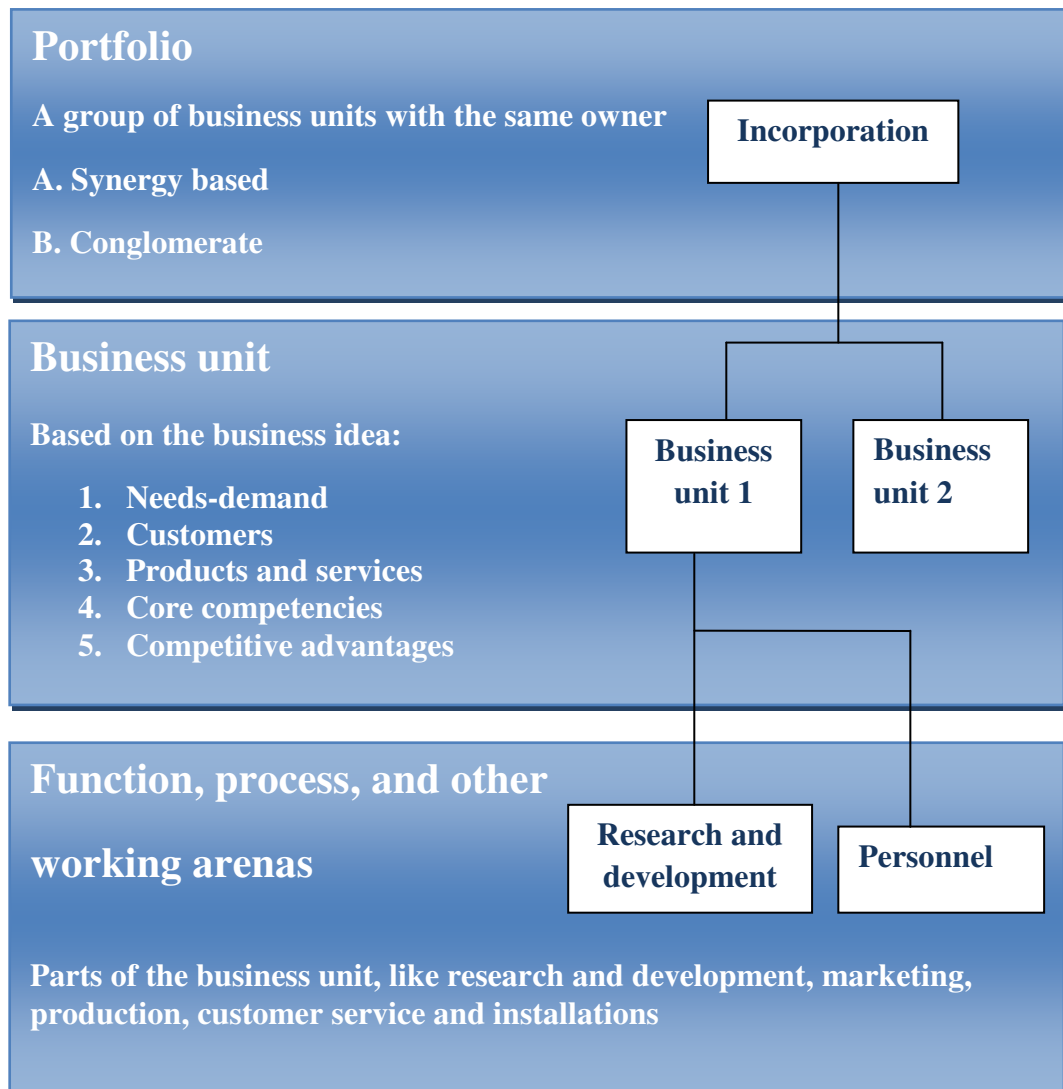 Portfolio
A group of business units with the same owner
A. Synergy based
B. Conglomerate
Incorporation
Business unit
Based on the business idea:
1. Needs-demand
2. Customers
3. Products and services
4. Core competencies
5. Competitive advantages
Business
unit 1
Business
unit 2
Function, process, and other
working arenas
Research and
development
Personnel
Parts of the business unit, like research and development, marketing,
production, customer service and installations